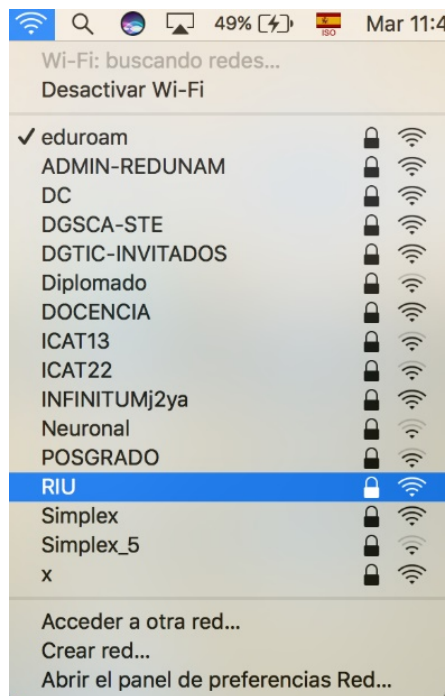 49% Mar 11:4
ISO
Wi-Fi: buscando redes...
Desactivar Wi-Fi
✓ eduroam
ADMIN-REDUNAM
DC
DGSCA-STE
DGTIC-INVITADOS
Diplomado
DOCENCIA
ICAT13
ICAT22
INFINITUMj2ya
Neuronal
POSGRADO
RIU
Simplex
Simplex_5
x
Acceder a otra red...
Crear red...
Abrir el panel de preferencias Red...